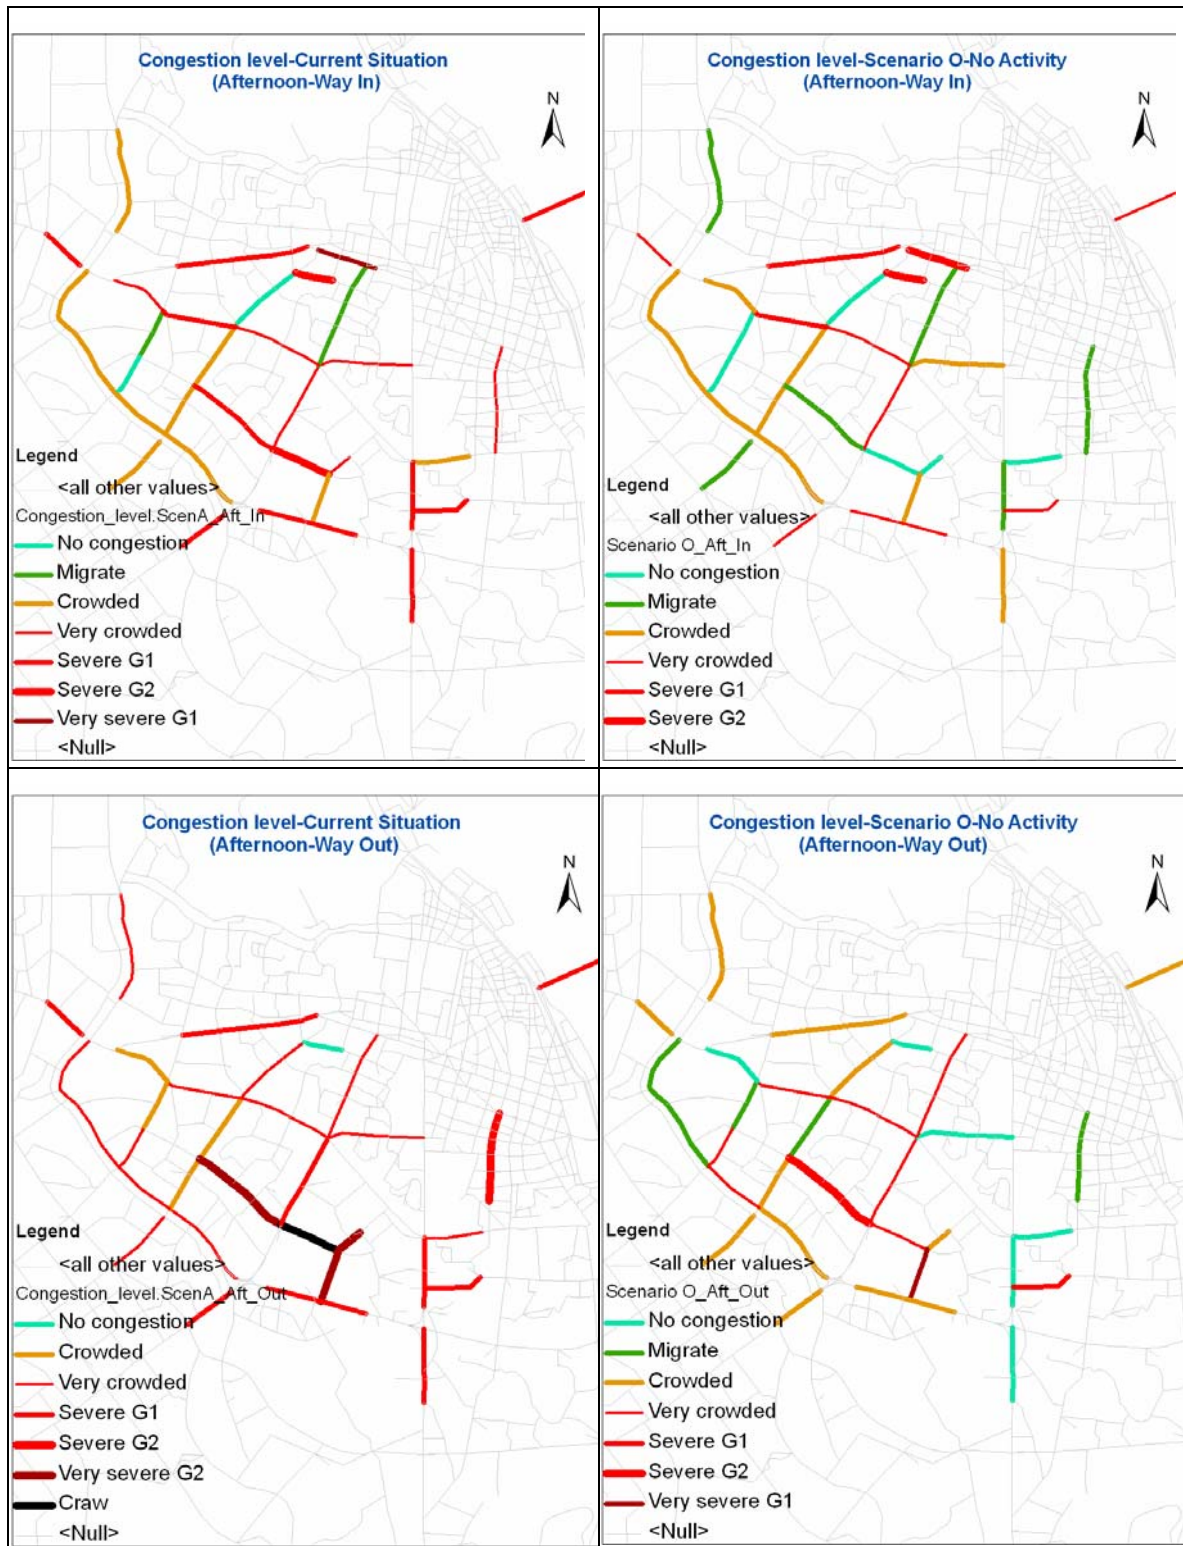 Congestion level-Current Situation
(Afternoon-Way In)
N
Legend
<all other values>
Congestion_level.ScenA_Aft_In
No congestion
Migrate
Crowded
Very crowded
Severe G1
Severe G2
Very severe G1
<Null>
Congestion level-Scenario O-No Activity
(Afternoon-Way In)
N
Legend
<all other values>
Scenario O_Aft_In
No congestion
Migrate
Crowded
Very crowded
Severe G1
Severe G2
<Null>
Congestion level-Current Situation
(Afternoon-Way Out)
N
Legend
<all other values>
Congestion_level.ScenA_Aft_Out
No congestion
Crowded
Very crowded
Severe G1
Severe G2
Very severe G2
Craw
<Null>
Congestion level-Scenario O-No Activity
(Afternoon-Way Out)
N
Legend
<all other values>
Scenario O_Aft_Out
No congestion
Migrate
Crowded
Very crowded
Severe G1
Severe G2
Very severe G1
<Null>